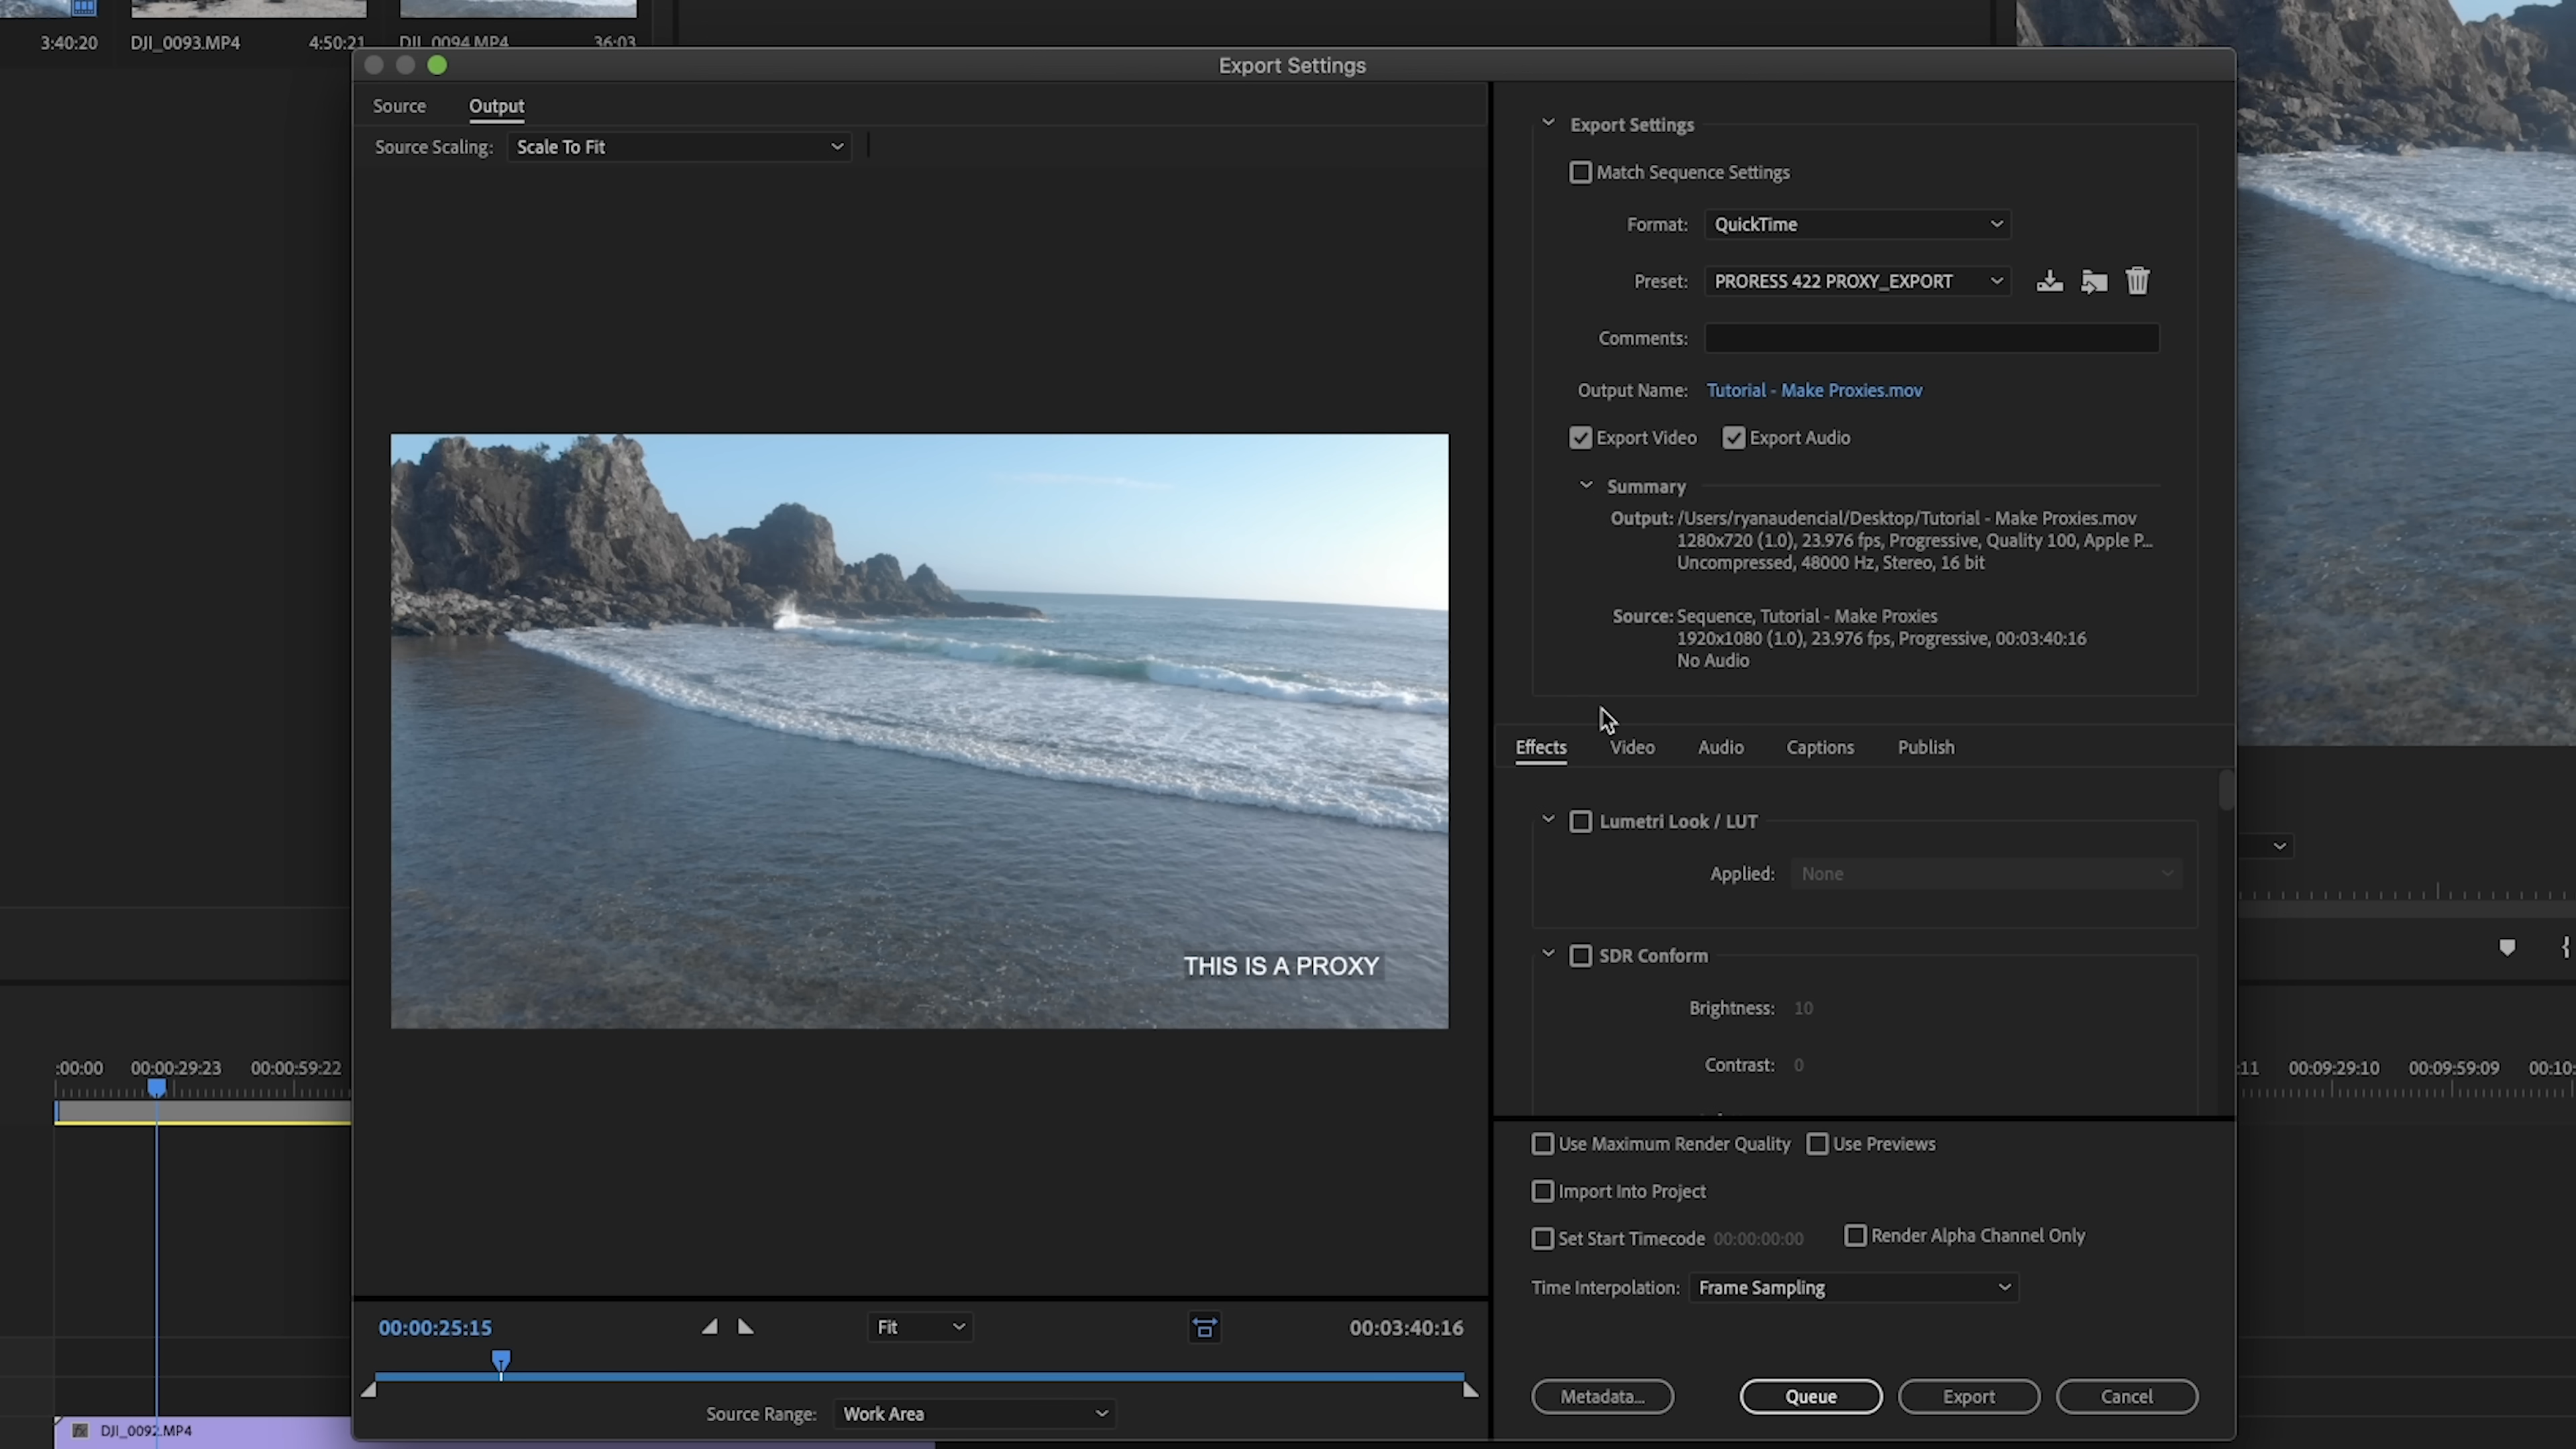 3:40:20 DJI_0093.MP4 4:50:21 DJI_0094.MP4 36:03
Export Settings
Source Output
Source Scaling: Scale To Fit
THIS IS A PROXY
00:00:25:15 Fit 00:03:40:16
Source Range: Work Area
Export Settings
Match Sequence Settings
Format: QuickTime
Preset: PRORESS 422 PROXY_EXPORT
Comments:
Output Name: Tutorial - Make Proxies.mov
Export Video Export Audio
Summary
Output: /Users/ryanaudencial/Desktop/Tutorial - Make Proxies.mov
1280x720 (1.0), 23.976 fps, Progressive, Quality 100, Apple P...
Uncompressed, 48000 Hz, Stereo, 16 bit
Source: Sequence, Tutorial - Make Proxies
1920x1080 (1.0), 23.976 fps, Progressive, 00:03:40:16
No Audio
Effects Video Audio Captions Publish
Lumetri Look / LUT
Applied: None
SDR Conform
Brightness: 10
Contrast: 0
Use Maximum Render Quality Use Previews
Import Into Project
Set Start Timecode 00:00:00:00 Render Alpha Channel Only
Time Interpolation: Frame Sampling
Metadata... Queue Export Cancel
:00:00 00:00:29:23 00:00:59:22
:11 00:09:29:10 00:09:59:09 00:10:
DJI_0092.MP4